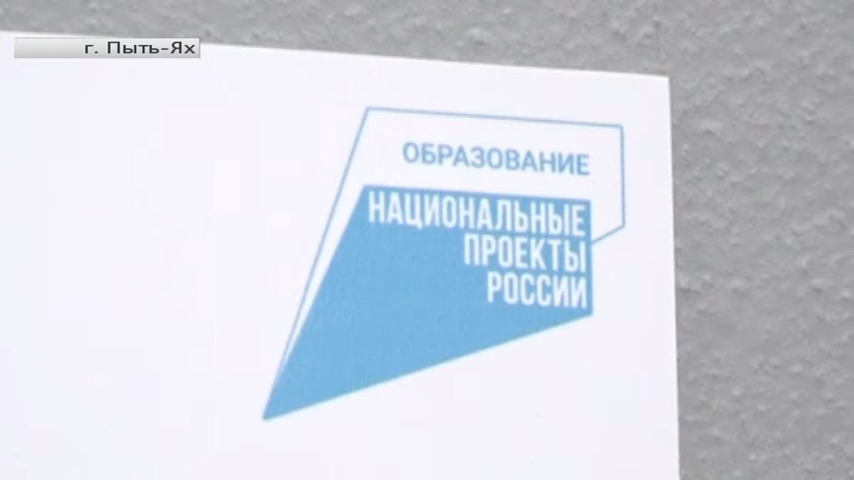 г. Пыть-Ях
ОБРАЗОВАНИЕ
НАЦИОНАЛЬНЫЕ
ПРОЕКТЫ
РОССИИ